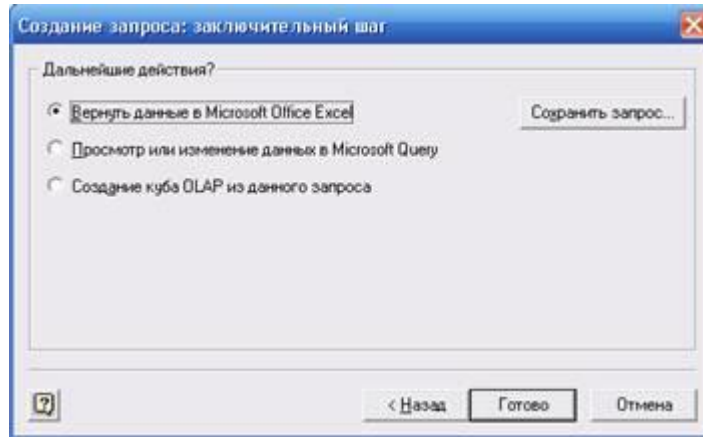 Создание запроса: заключительный шаг
Дальнейшие действия?
Вернуть данные в Microsoft Office Excel
Сохранить запрос...
Просмотр или изменение данных в Microsoft Query
Создание куба OLAP из данного запроса
< Назад
Готово
Отмена